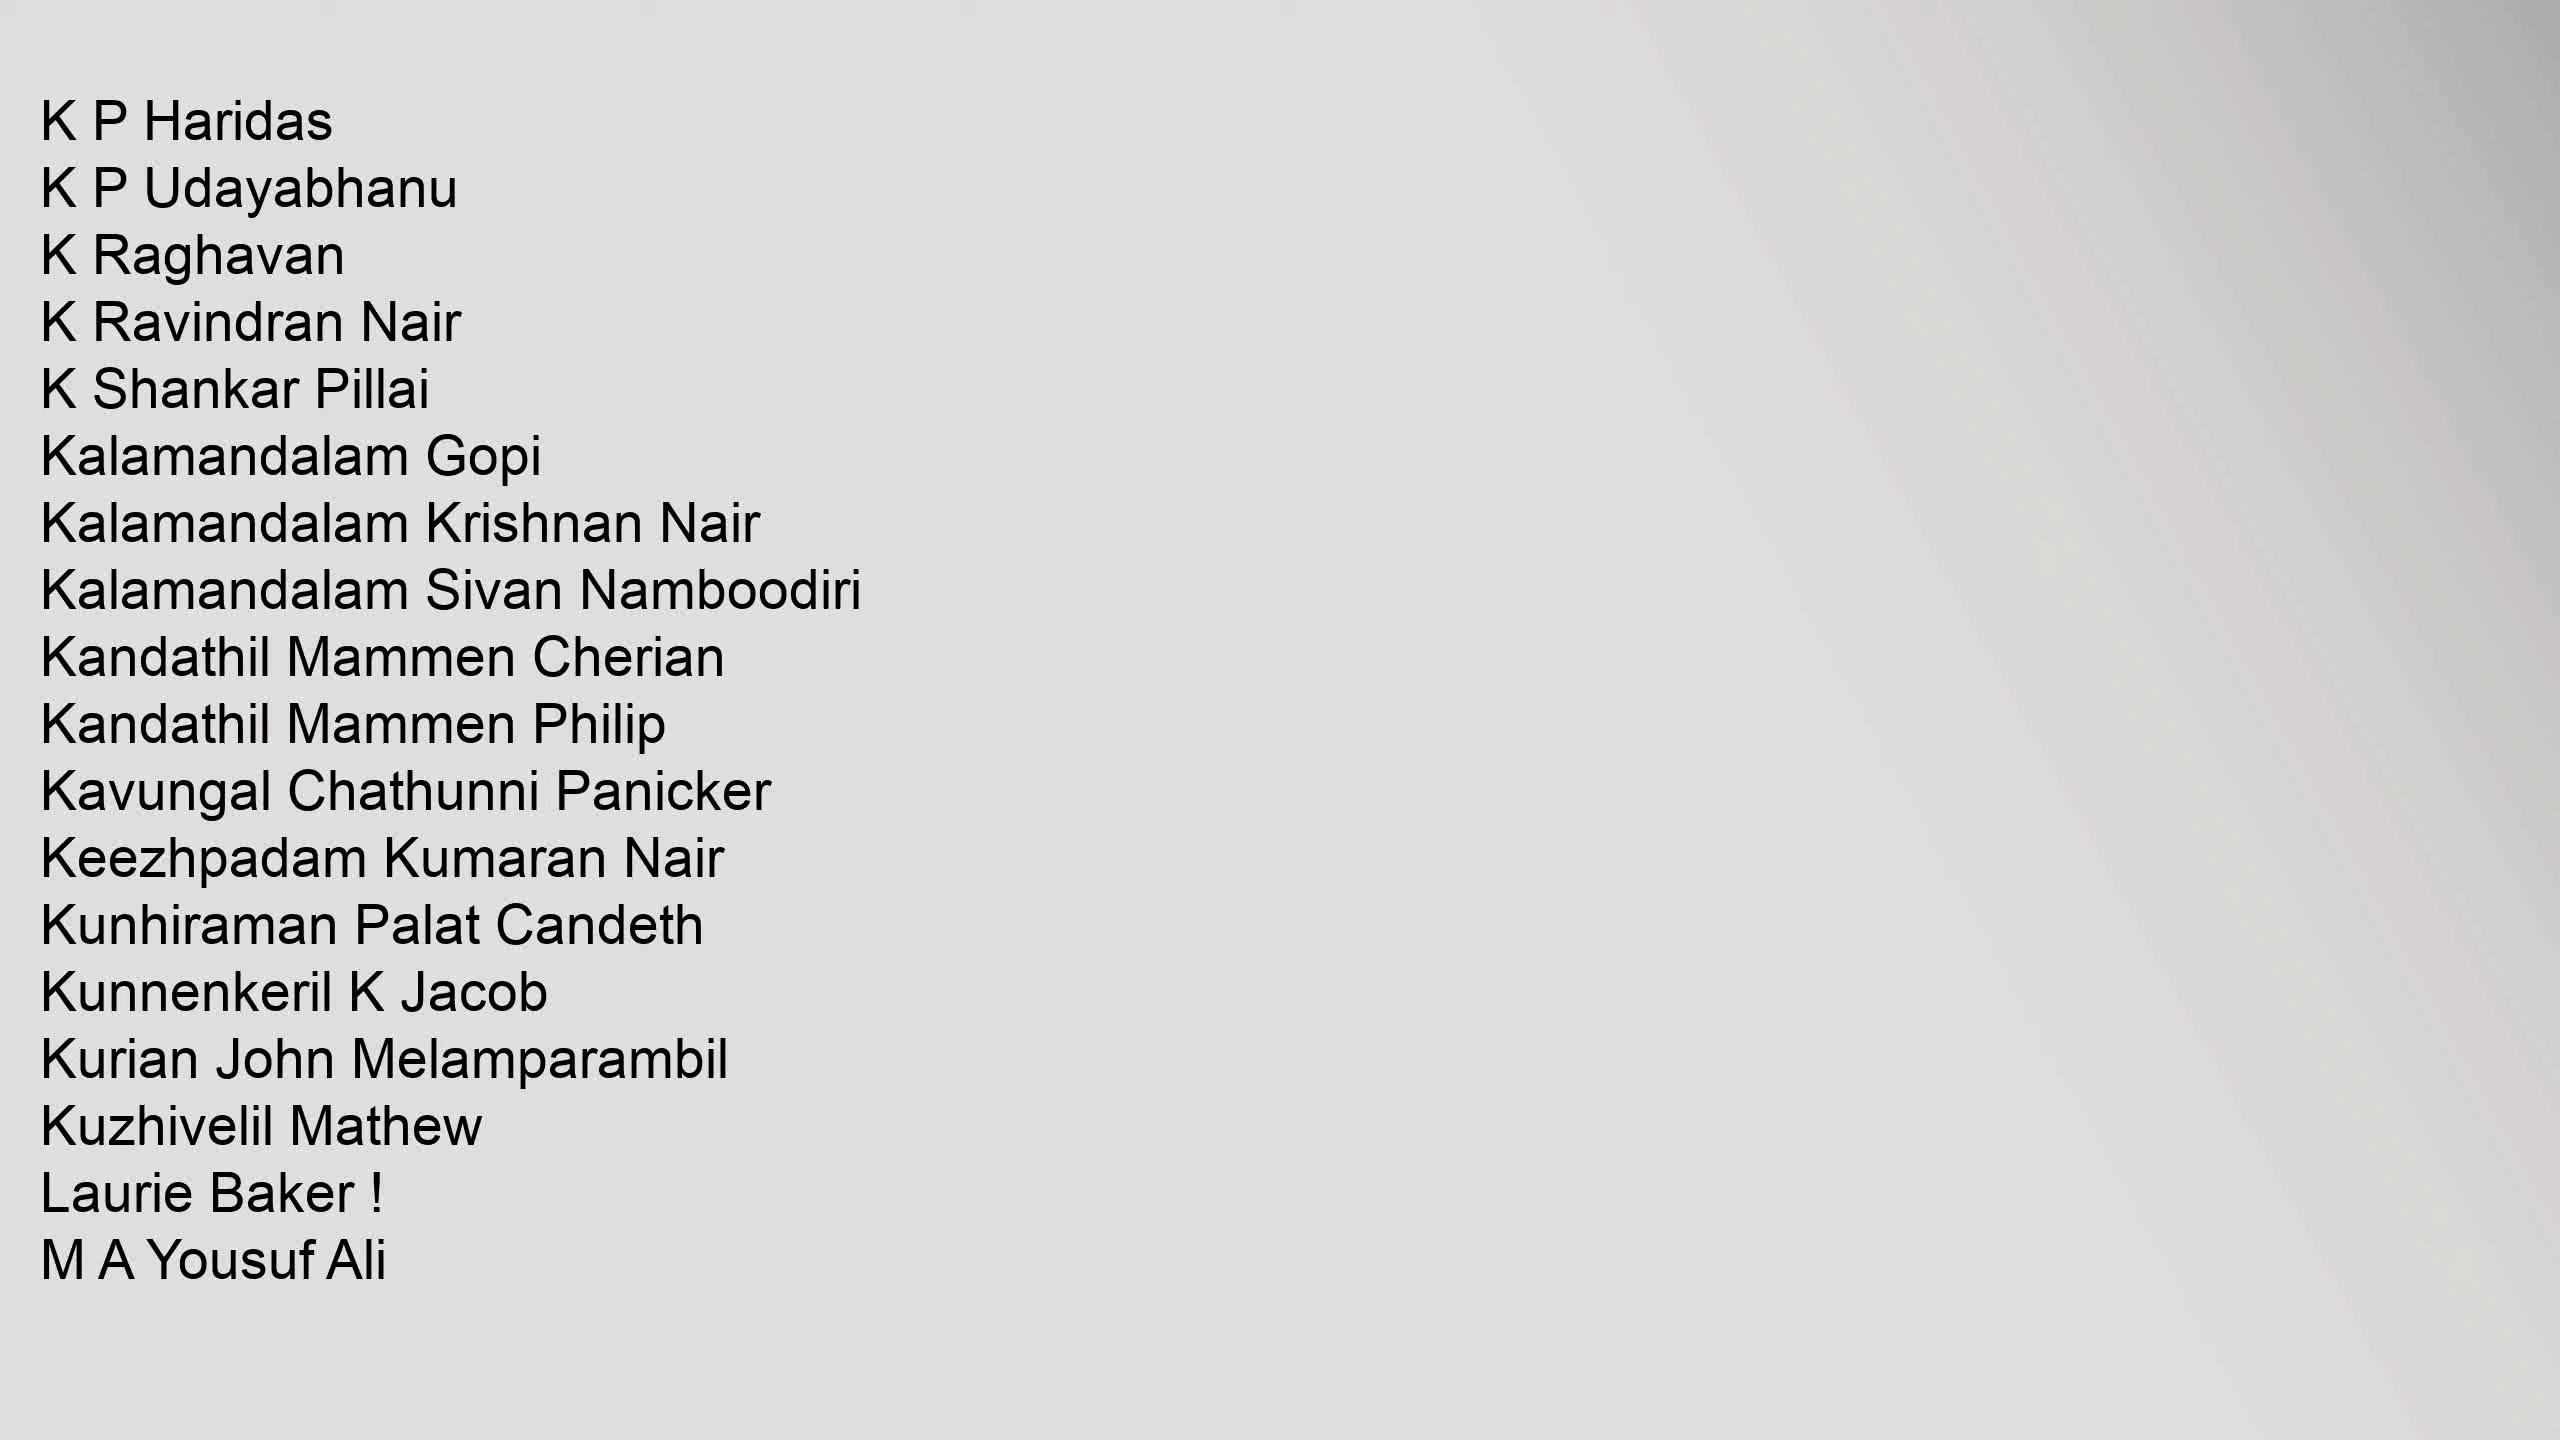 K P Haridas
K P Udayabhanu
K Raghavan
K Ravindran Nair
K Shankar Pillai
Kalamandalam Gopi
Kalamandalam Krishnan Nair
Kalamandalam Sivan Namboodiri
Kandathil Mammen Cherian
Kandathil Mammen Philip
Kavungal Chathunni Panicker
Keezhpadam Kumaran Nair
Kunhiraman Palat Candeth
Kunnenkeril K Jacob
Kurian John Melamparambil
Kuzhivelil Mathew
Laurie Baker !
M A Yousuf Ali